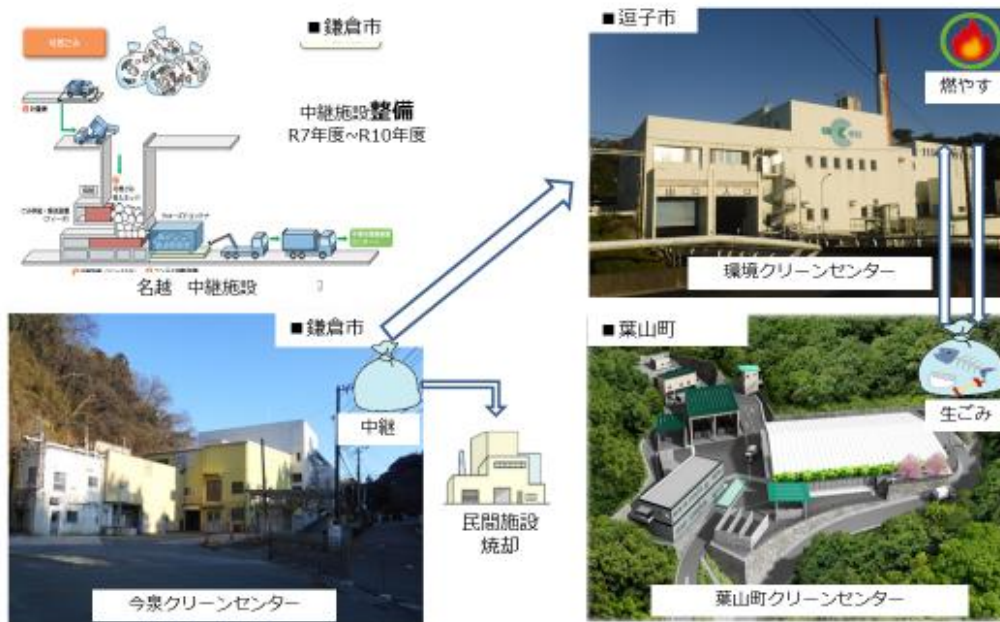 ■鎌倉市
可燃ごみ
中継施設整備
R7年度~R10年度
名越 中継施設
■逗子市
燃やす
環境クリーンセンター
■鎌倉市
中継
民間施設
焼却
今泉クリーンセンター
■葉山町
生ごみ
葉山町クリーンセンター